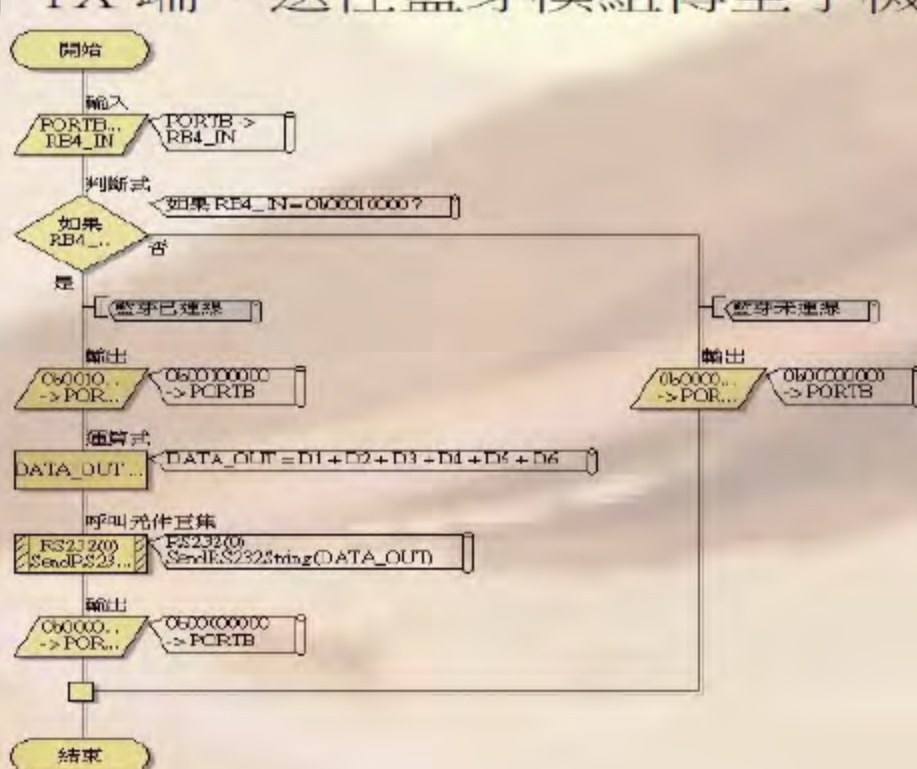 TX 端,送往藍芽模組傳至手機
開始
輸入
PORTB...
RB4_IN
PORTB ->
RB4_IN
判斷式
如果 RB4_IN=0b00010000?
如果
RB4_...
否
是
藍芽已連線
藍芽未連線
輸出
0b0010...
->POR...
0b00100000
-> PORTB
輸出
0b0000...
->POR...
0b00000000
-> PORTB
運算式
DATA_OUT ...
DATA_OUT = D1 + D2 + D3 + D4 + D5 + D6
呼叫元件巨集
RS232(0)
SendRS23...
RS232(0)
SendRS232String(DATA_OUT)
輸出
0b0000...
->POR...
0b00000000
-> PORTB
結束